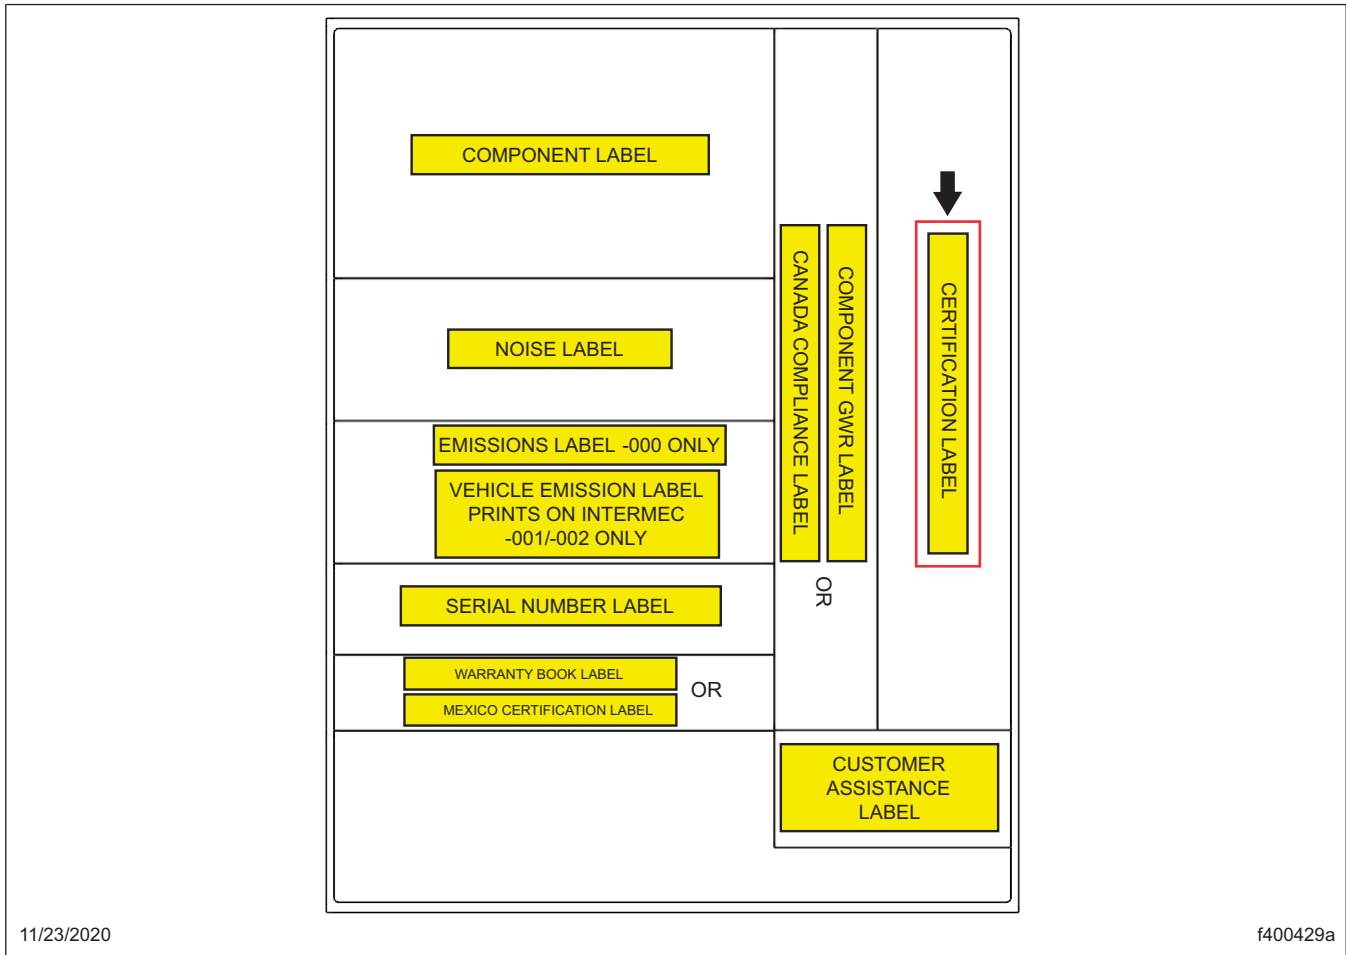 COMPONENT LABEL
NOISE LABEL
EMISSIONS LABEL -000 ONLY
VEHICLE EMISSION LABEL
PRINTS ON INTERMEC
-001/-002 ONLY
SERIAL NUMBER LABEL
WARRANTY BOOK LABEL
OR
MEXICO CERTIFICATION LABEL
CANADA COMPLIANCE LABEL
COMPONENT GWR LABEL
OR
CERTIFICATION LABEL
CUSTOMER
ASSISTANCE
LABEL
11/23/2020
f400429a